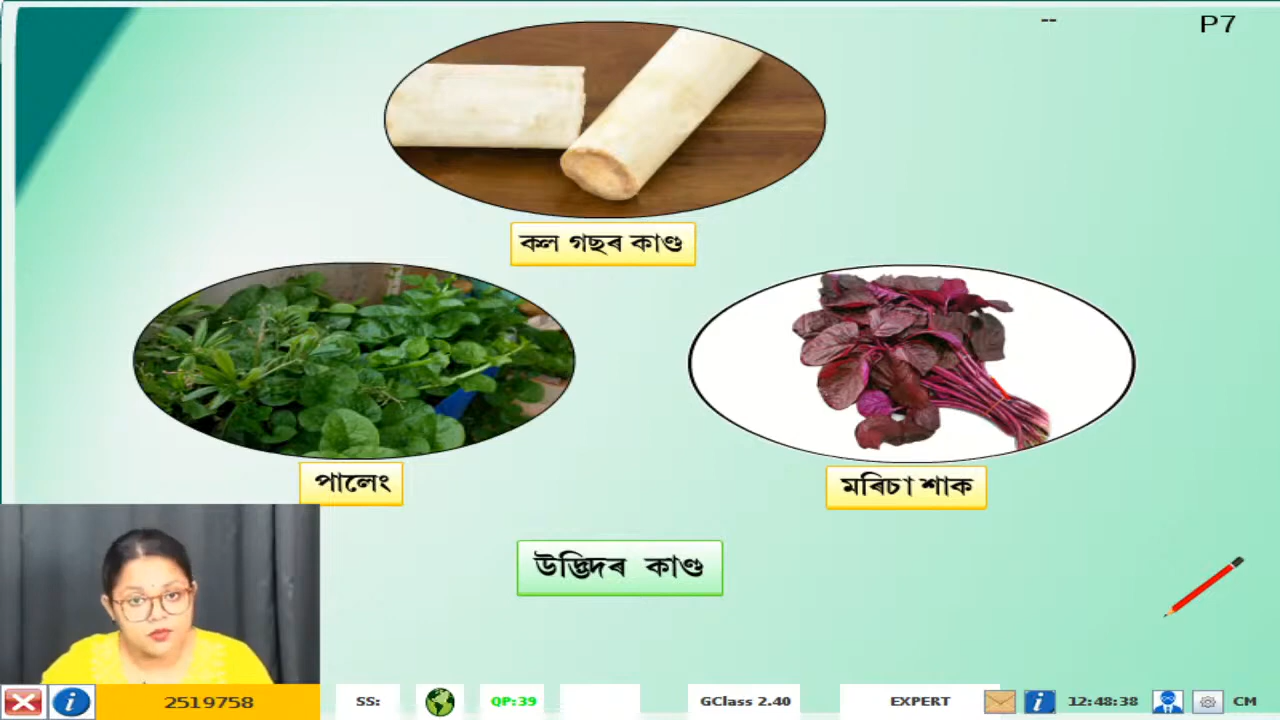 -- P7
কল গছৰ কাণ্ড
পালেং
মৰিচা শাক
উদ্ভিদৰ কাণ্ড
2519758 SS: QP:39 GClass 2.40 EXPERT 12:48:38 CM